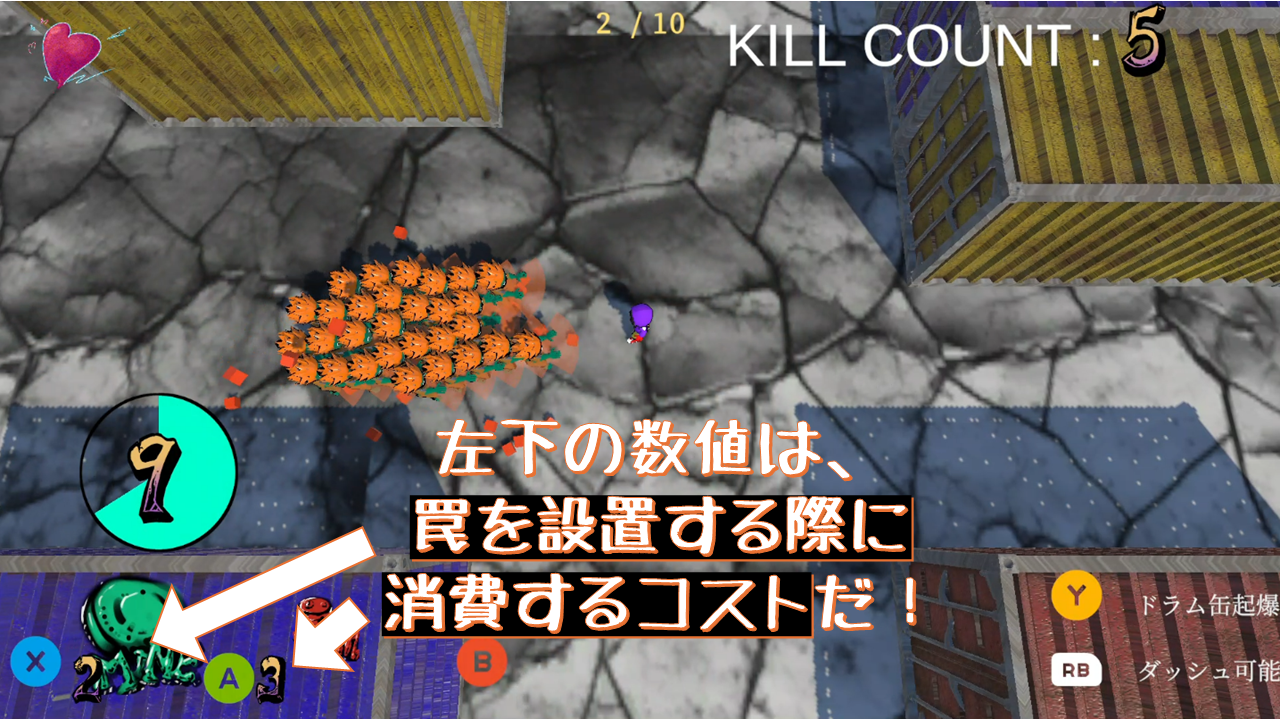 2 / 10
KILL COUNT : 5
9
左下の数値は、
罠を設置する際に
消費するコストだ！
X
2
MINE
A
3
B
Y
ドラム缶起爆
RB
ダッシュ可能